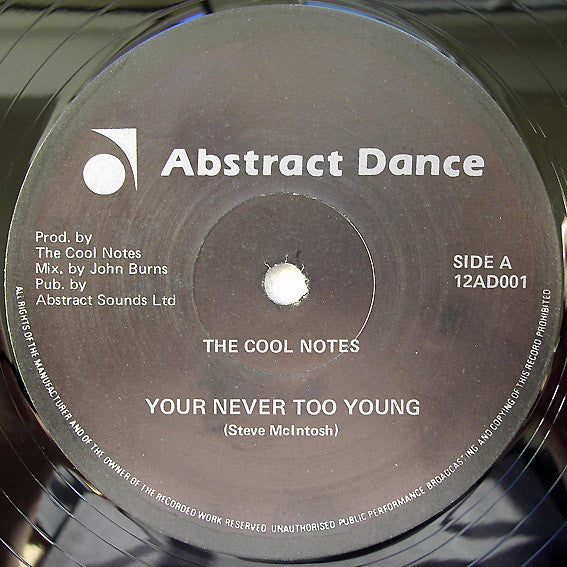 Abstract Dance
Prod. by
The Cool Notes
Mix. by John Burns
Pub. by
Abstract Sounds Ltd
SIDE A
12AD001
THE COOL NOTES
YOUR NEVER TOO YOUNG
(Steve McIntosh)
ALL RIGHTS OF THE MANUFACTURER AND OF THE OWNER OF THE RECORDED WORK RESERVED UNAUTHORISED PUBLIC PERFORMANCE BROADCASTING AND COPYING OF THIS RECORD PROHIBITED